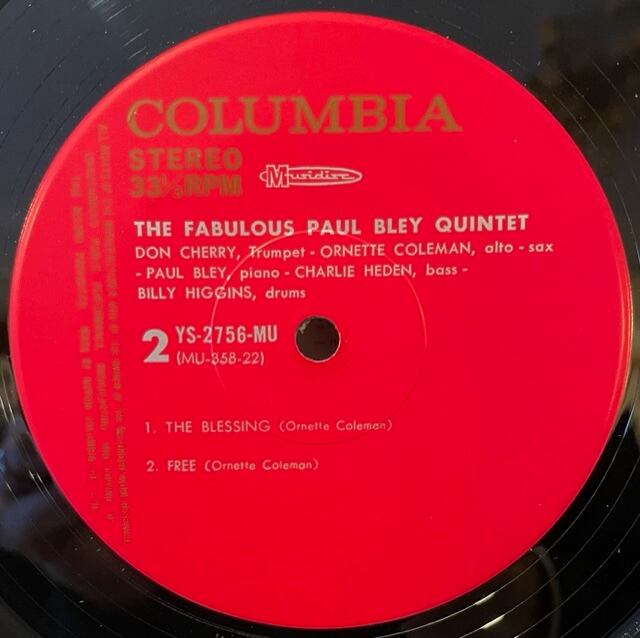 COLUMBIA
STEREO
33⅓RPM
Musidisc
THE FABULOUS PAUL BLEY QUINTET
DON CHERRY, Trumpet - ORNETTE COLEMAN, alto - sax
- PAUL BLEY, piano - CHARLIE HEDEN, bass -
BILLY HIGGINS, drums
2 YS-2756-MU
(MU-358-22)
1. THE BLESSING (Ornette Coleman)
2. FREE (Ornette Coleman)